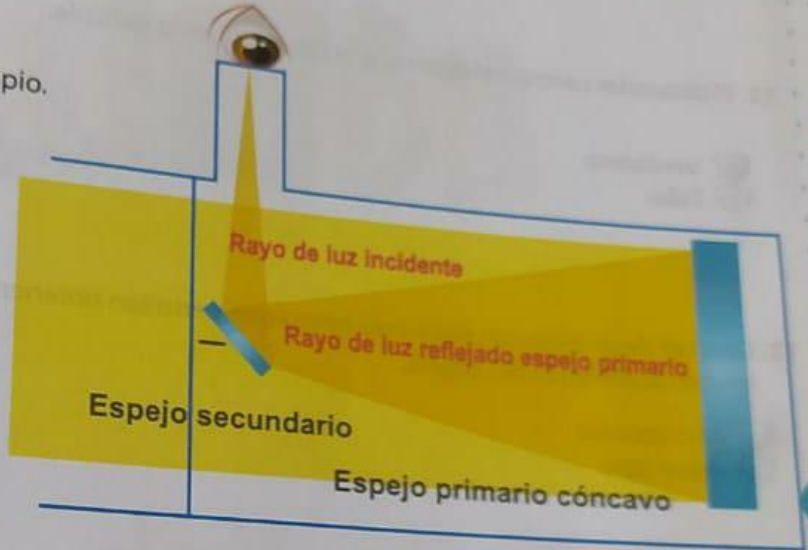 pio.
Rayo de luz incidente
Rayo de luz reflejado espejo primario
Espejo secundario
Espejo primario cóncavo